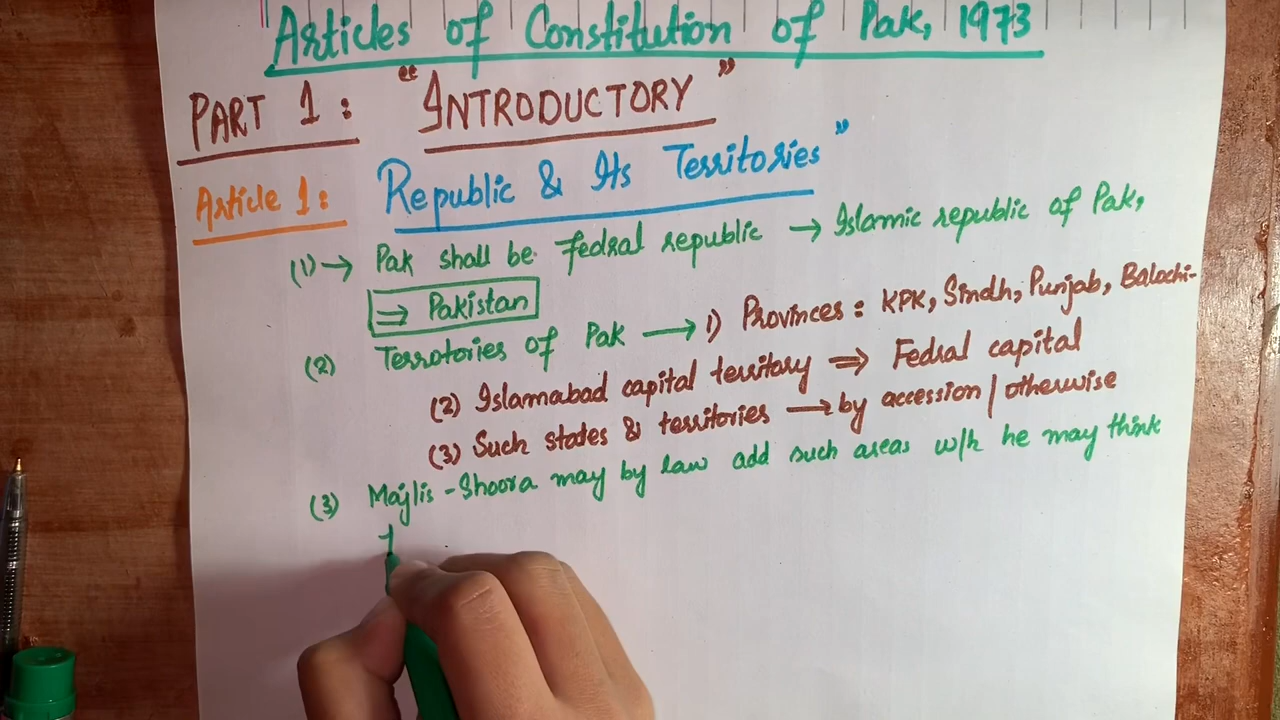 Articles of Constitution of Pak, 1973
PART 1: "INTRODUCTORY"
Article 1: Republic & Its Territories"
(1) → Pak shall be fedral republic → Islamic republic of Pak,
⇒ Pakistan
(2) Terrotories of Pak → 1) Provinces: KPK, Sindh, Punjab, Balochi-
(2) Islamabad capital territory ⇒ Fedral capital
(3) Such states & territories → by accession / otherwise
(3) Majlis-Shoora may by law add such areas w/h he may think